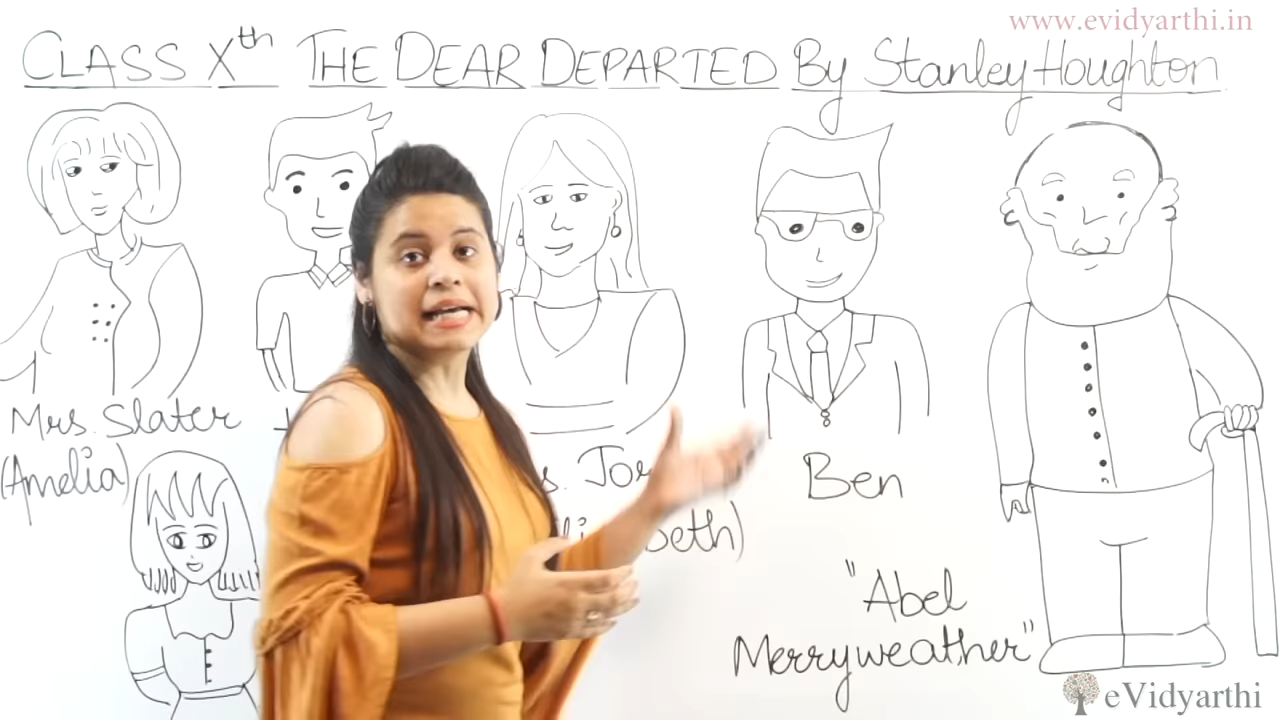 www.evidyarthi.in
CLASS Xth THE DEAR DEPARTED By Stanley Houghton
Mrs. Slater
(Amelia)
Ben
"Abel
Merryweather"
eVidyarthi